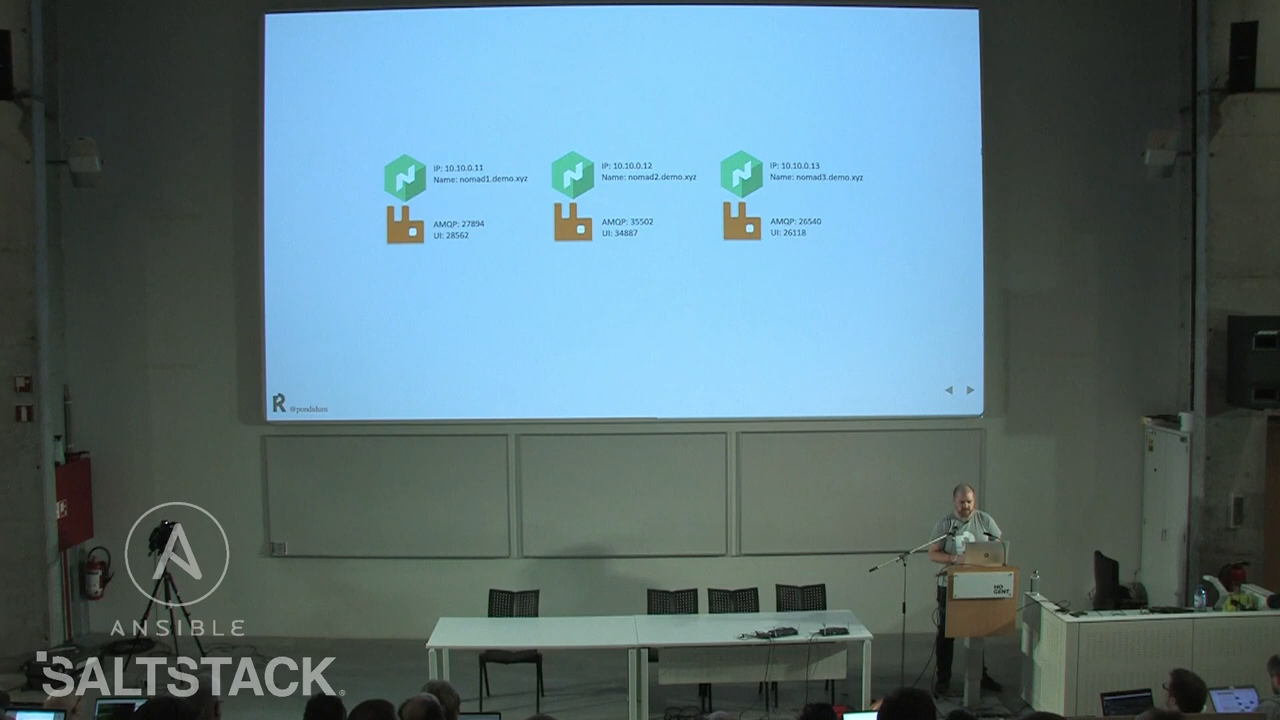 IP: 10.10.0.11
Name: nomad1.demo.xyz
AMQP: 27894
UI: 28562
IP: 10.10.0.12
Name: nomad2.demo.xyz
AMQP: 35502
UI: 34887
IP: 10.10.0.13
Name: nomad3.demo.xyz
AMQP: 26540
UI: 26118
R @pondidum
HO
GENT
ANSIBLE
SALTSTACK